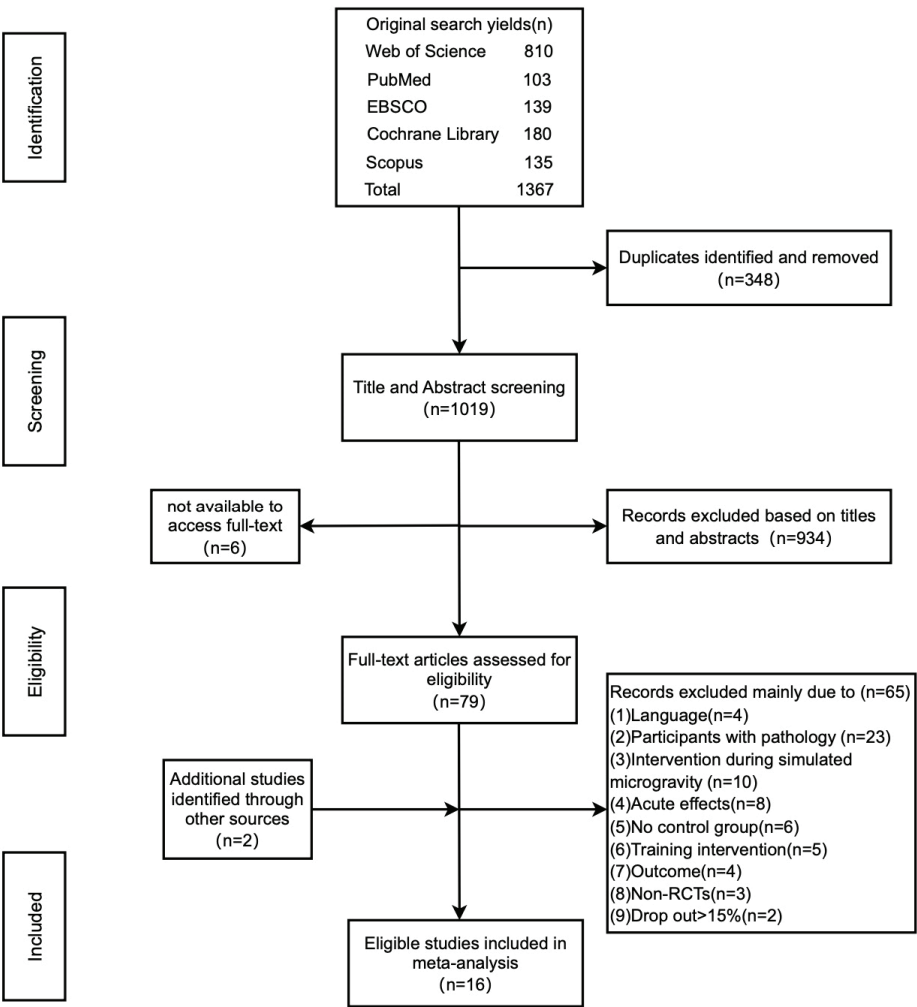 Identification
Original search yields(n)
Web of Science 810
PubMed 103
EBSCO 139
Cochrane Library 180
Scopus 135
Total 1367
Duplicates identified and removed
(n=348)
Screening
Title and Abstract screening
(n=1019)
not available to
access full-text
(n=6)
Records excluded based on titles
and abstracts (n=934)
Eligibility
Full-text articles assessed for
eligibility
(n=79)
Additional studies
identified through
other sources
(n=2)
Records excluded mainly due to (n=65)
(1)Language(n=4)
(2)Participants with pathology (n=23)
(3)Intervention during simulated
microgravity (n=10)
(4)Acute effects(n=8)
(5)No control group(n=6)
(6)Training intervention(n=5)
(7)Outcome(n=4)
(8)Non-RCTs(n=3)
(9)Drop out>15%(n=2)
Included
Eligible studies included in
meta-analysis
(n=16)